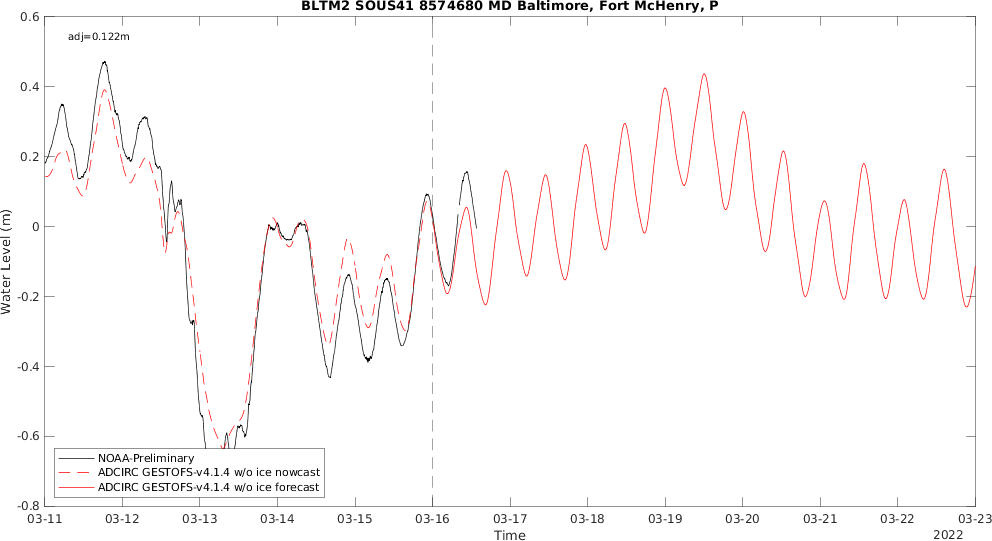 BLTM2 SOUS41 8574680 MD Baltimore, Fort McHenry, P
adj=0.122m
0.6
0.4
0.2
0
-0.2
-0.4
-0.6
-0.8
Water Level (m)
NOAA-Preliminary
ADCIRC GESTOFS-v4.1.4 w/o ice nowcast
ADCIRC GESTOFS-v4.1.4 w/o ice forecast
03-11 03-12 03-13 03-14 03-15 03-16 03-17 03-18 03-19 03-20 03-21 03-22 03-23
Time
2022